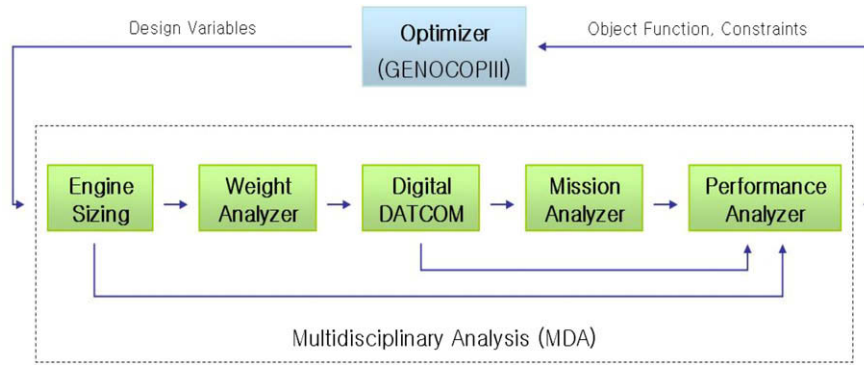 Design Variables
Optimizer
(GENOCOPIII)
Object Function, Constraints
Engine
Sizing
Weight
Analyzer
Digital
DATCOM
Mission
Analyzer
Performance
Analyzer
Multidisciplinary Analysis (MDA)